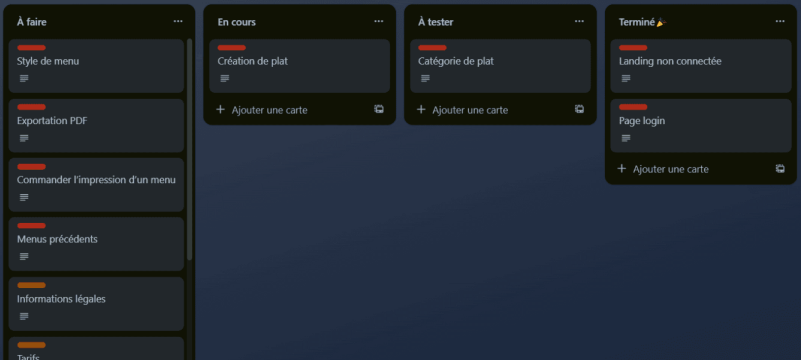 À faire
Style de menu
Exportation PDF
Commander l'impression d'un menu
Menus précédents
Informations légales
Tarifs
En cours
Création de plat
+ Ajouter une carte
À tester
Catégorie de plat
+ Ajouter une carte
Terminé🎉
Landing non connectée
Page login
+ Ajouter une carte